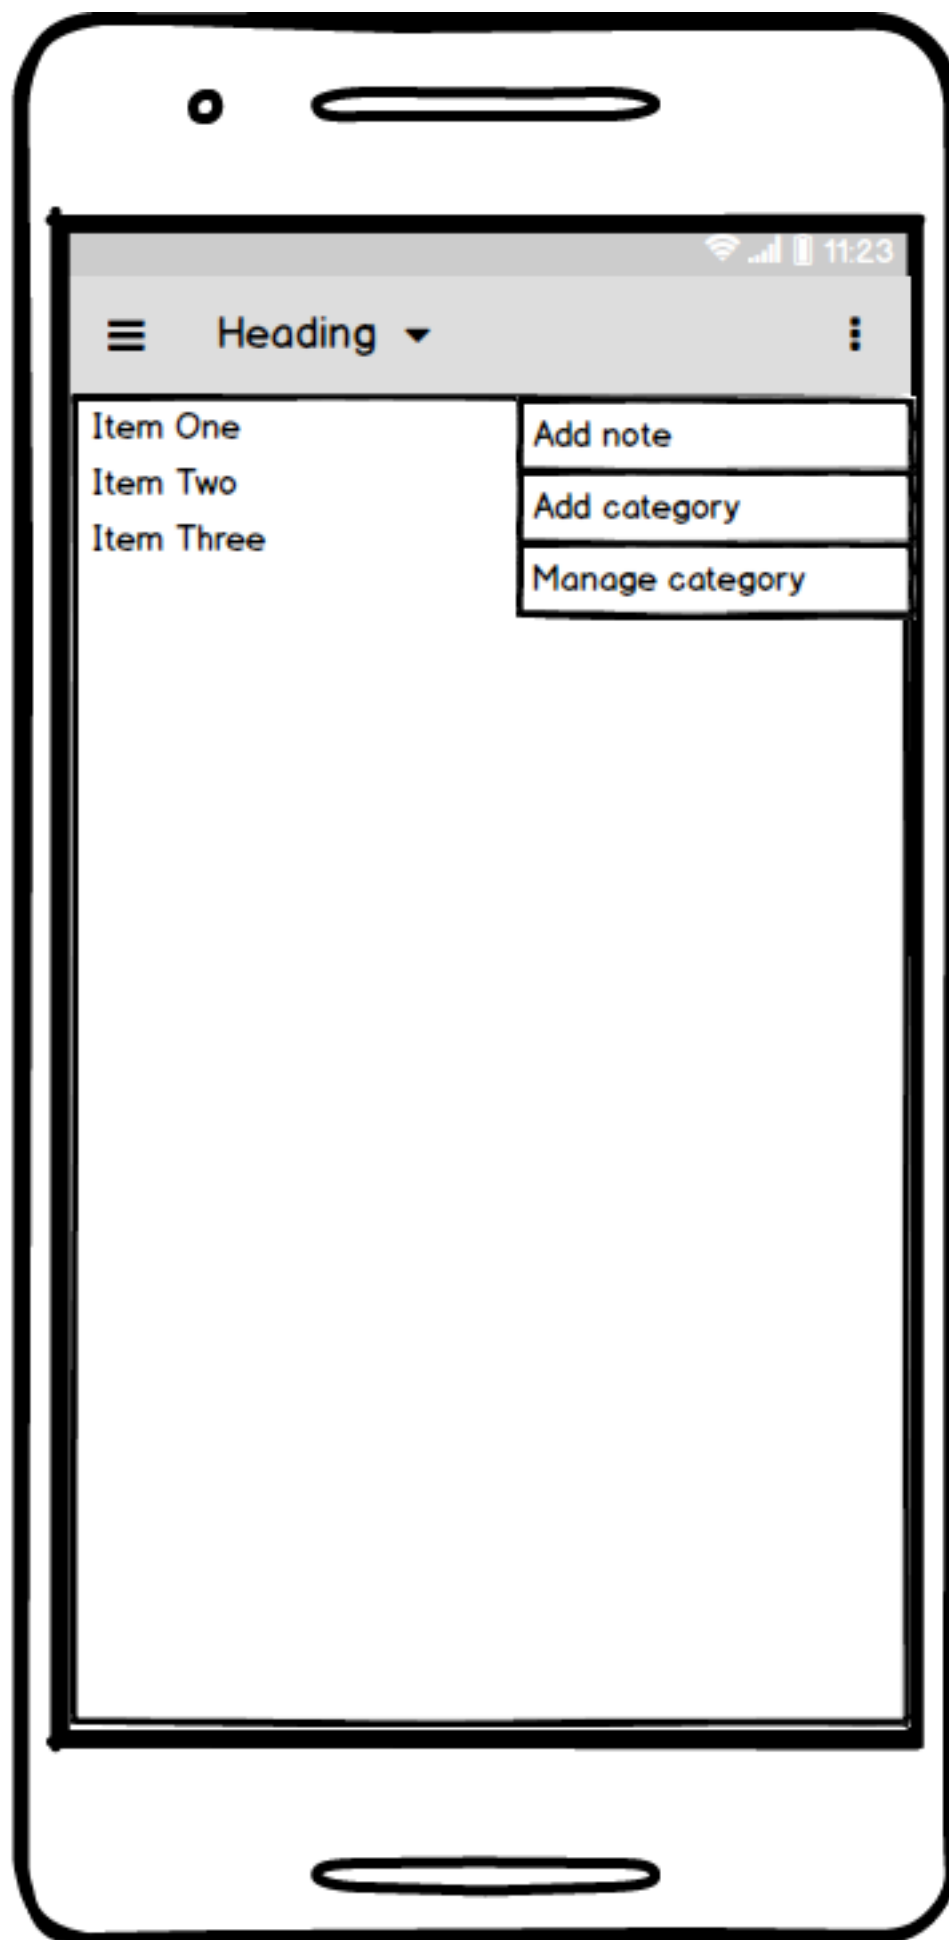 11:23
Heading
Item One
Item Two
Item Three
Add note
Add category
Manage category